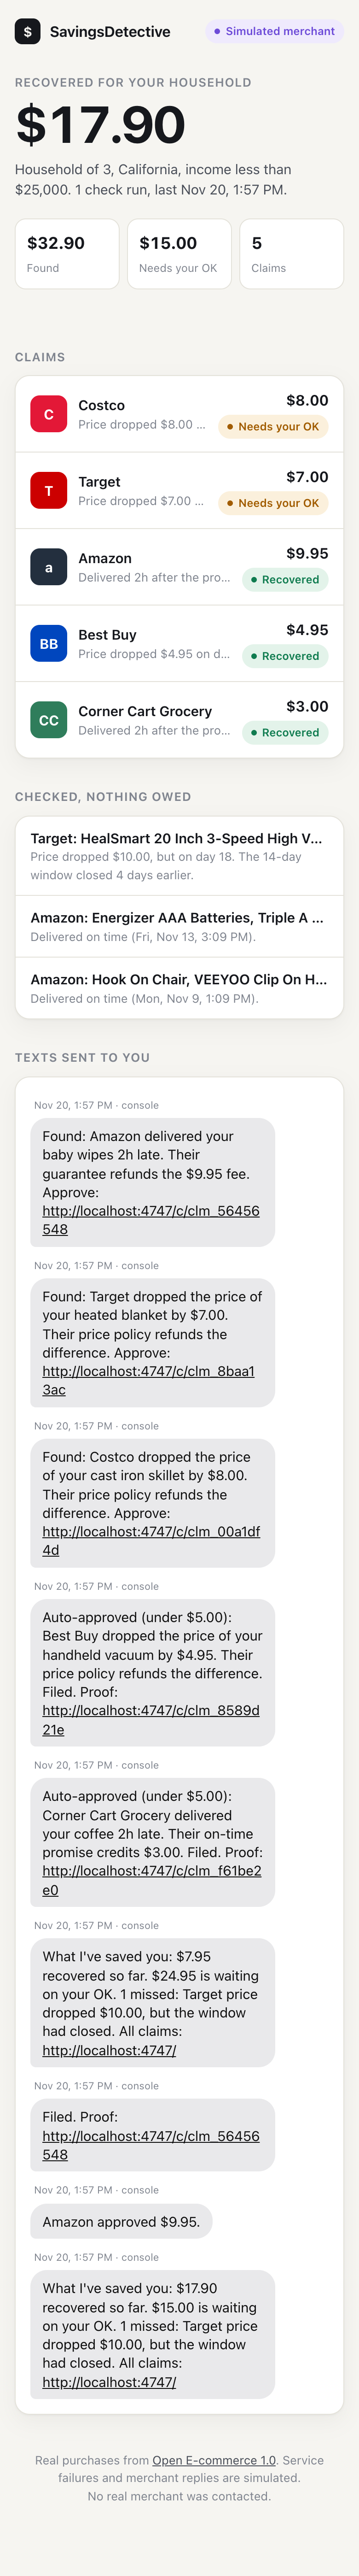 $ SavingsDetective Simulated merchant
RECOVERED FOR YOUR HOUSEHOLD
$17.90
Household of 3, California, income less than
$25,000. 1 check run, last Nov 20, 1:57 PM.
$32.90 $15.00 5
Found Needs your OK Claims
CLAIMS
C Costco $8.00
Price dropped $8.00 ... Needs your OK
T Target $7.00
Price dropped $7.00 ... Needs your OK
a Amazon $9.95
Delivered 2h after the pro... Recovered
BB Best Buy $4.95
Price dropped $4.95 on d... Recovered
CC Corner Cart Grocery $3.00
Delivered 2h after the pro... Recovered
CHECKED, NOTHING OWED
Target: HealSmart 20 Inch 3-Speed High V...
Price dropped $10.00, but on day 18. The 14-day
window closed 4 days earlier.
Amazon: Energizer AAA Batteries, Triple A ...
Delivered on time (Fri, Nov 13, 3:09 PM).
Amazon: Hook On Chair, VEEYOO Clip On H...
Delivered on time (Mon, Nov 9, 1:09 PM).
TEXTS SENT TO YOU
Nov 20, 1:57 PM · console
Found: Amazon delivered your
baby wipes 2h late. Their
guarantee refunds the $9.95 fee.
Approve:
http://localhost:4747/c/clm_56456
548
Nov 20, 1:57 PM · console
Found: Target dropped the price of
your heated blanket by $7.00.
Their price policy refunds the
difference. Approve:
http://localhost:4747/c/clm_8baa1
3ac
Nov 20, 1:57 PM · console
Found: Costco dropped the price
of your cast iron skillet by $8.00.
Their price policy refunds the
difference. Approve:
http://localhost:4747/c/clm_00a1df
4d
Nov 20, 1:57 PM · console
Auto-approved (under $5.00):
Best Buy dropped the price of your
handheld vacuum by $4.95. Their
price policy refunds the difference.
Filed. Proof:
http://localhost:4747/c/clm_8589d
21e
Nov 20, 1:57 PM · console
Auto-approved (under $5.00):
Corner Cart Grocery delivered
your coffee 2h late. Their on-time
promise credits $3.00. Filed. Proof:
http://localhost:4747/c/clm_f61be2
e0
Nov 20, 1:57 PM · console
What I've saved you: $7.95
recovered so far. $24.95 is waiting
on your OK. 1 missed: Target price
dropped $10.00, but the window
had closed. All claims:
http://localhost:4747/
Nov 20, 1:57 PM · console
Filed. Proof:
http://localhost:4747/c/clm_56456
548
Nov 20, 1:57 PM · console
Amazon approved $9.95.
Nov 20, 1:57 PM · console
What I've saved you: $17.90
recovered so far. $15.00 is waiting
on your OK. 1 missed: Target price
dropped $10.00, but the window
had closed. All claims:
http://localhost:4747/
Real purchases from Open E-commerce 1.0. Service
failures and merchant replies are simulated.
No real merchant was contacted.